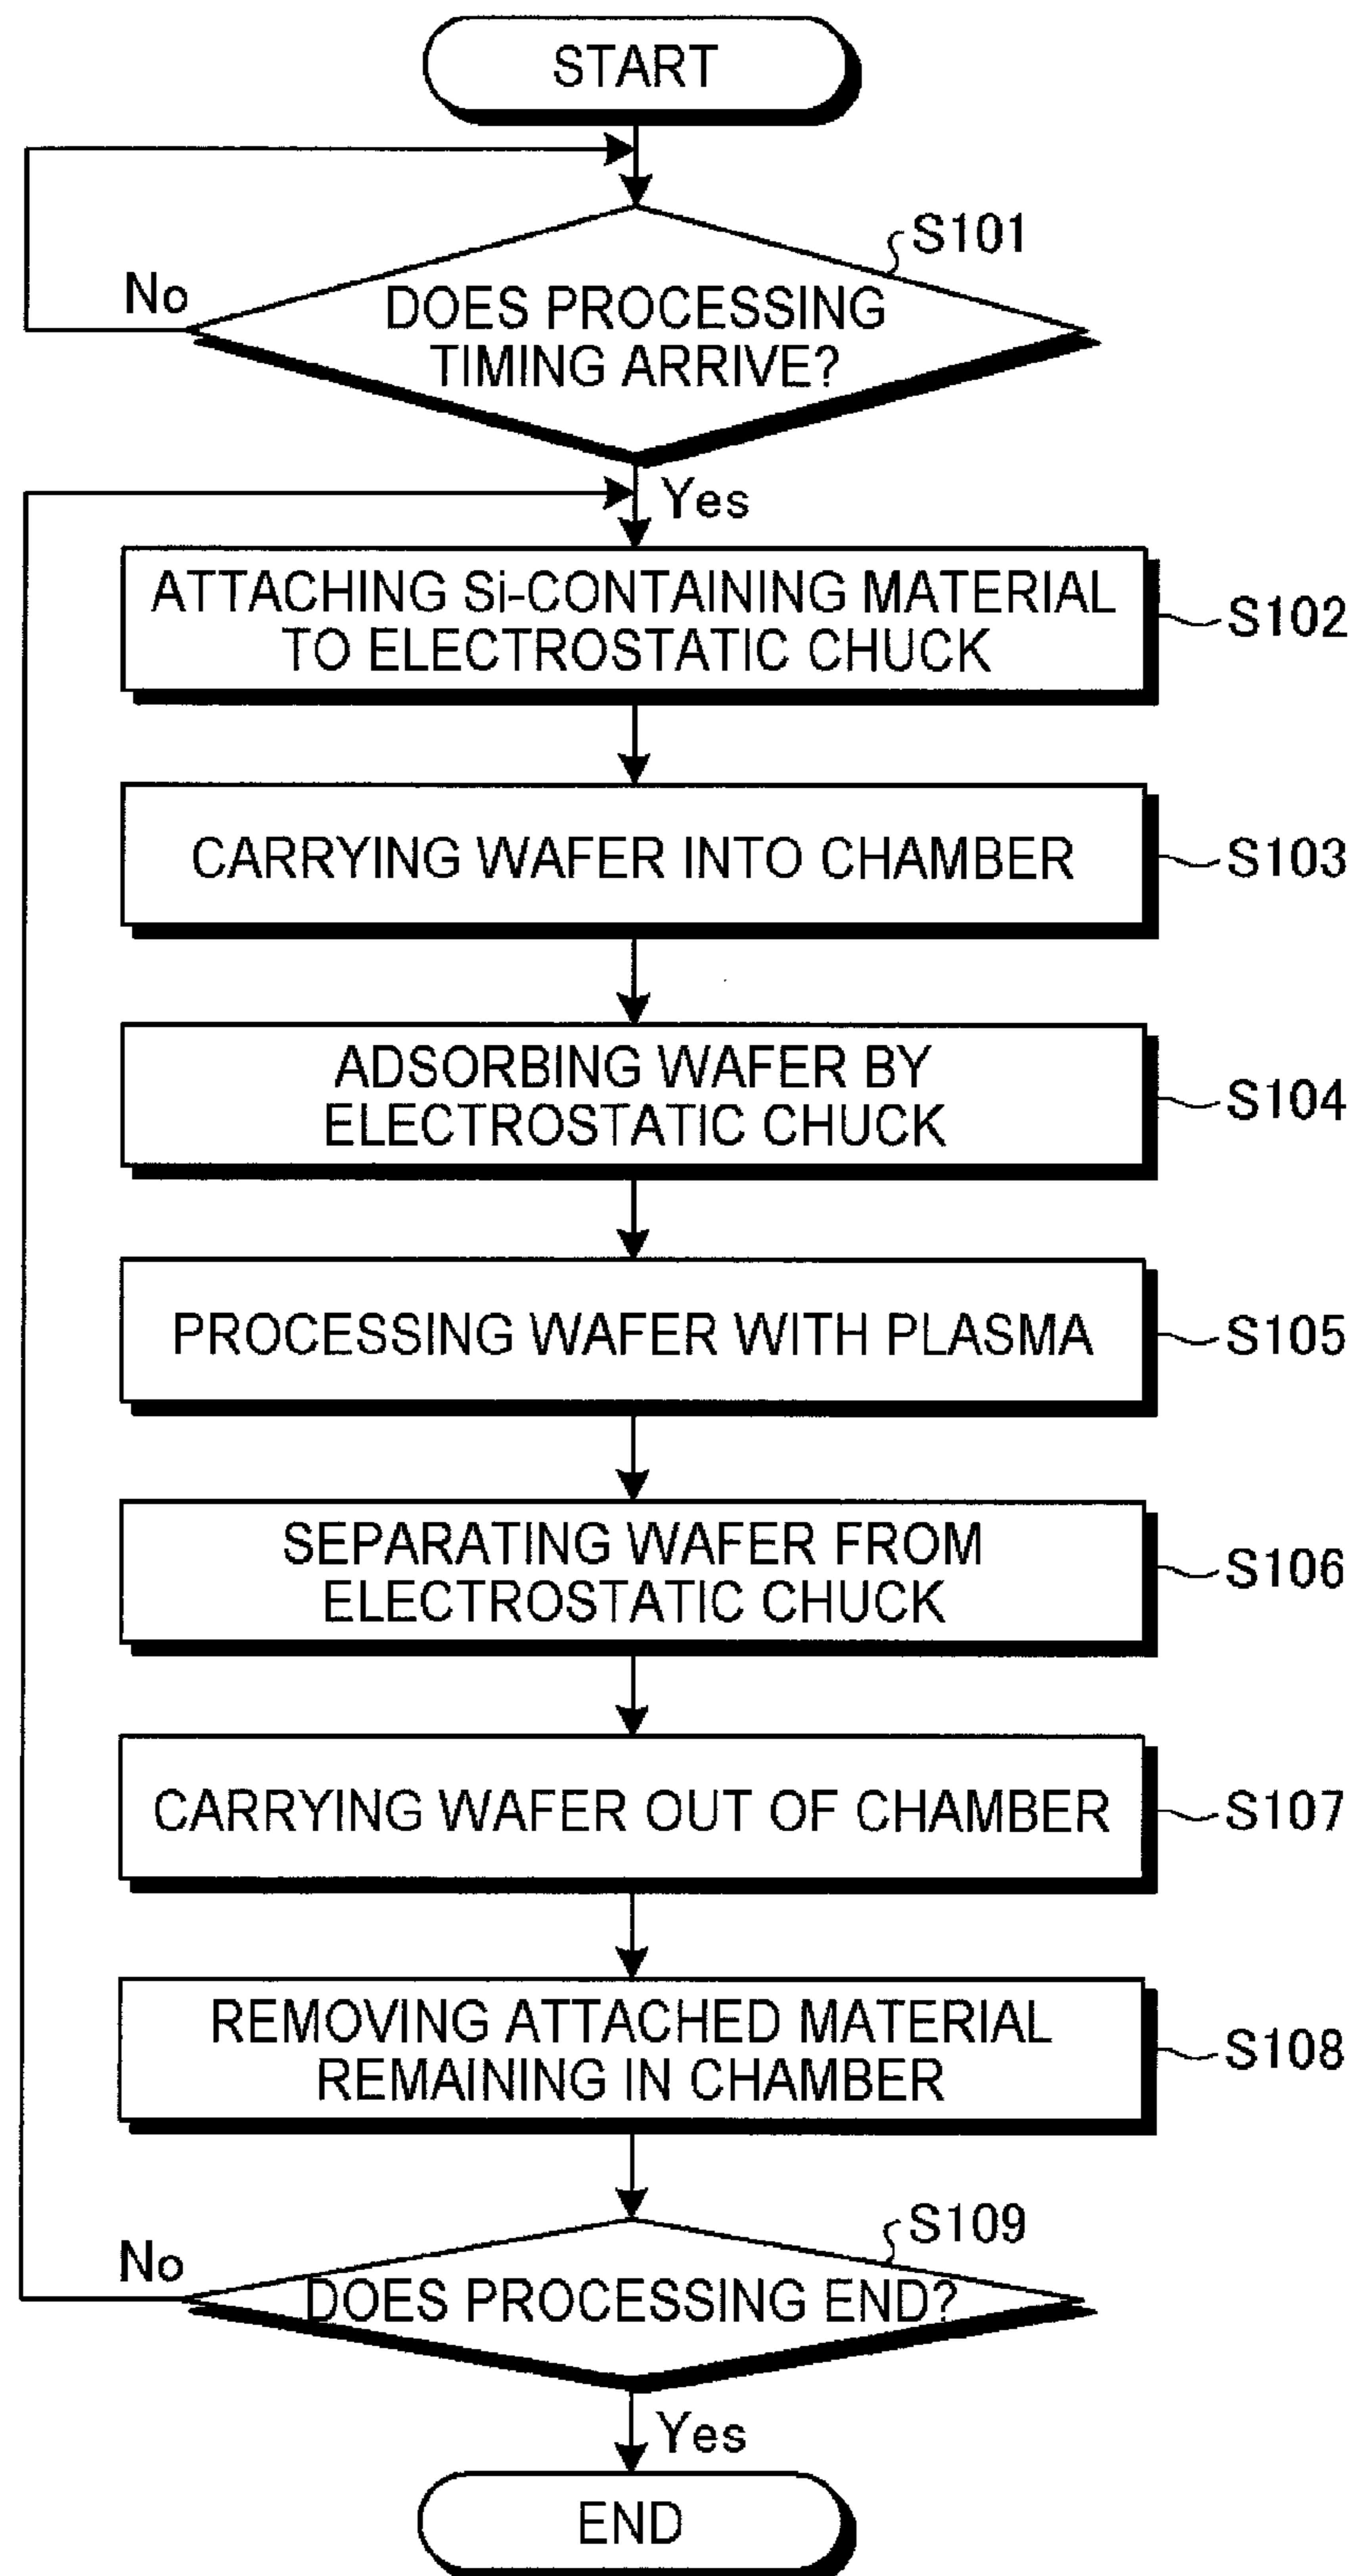 START
S101
No
DOES PROCESSING
TIMING ARRIVE?
Yes
ATTACHING Si-CONTAINING MATERIAL
TO ELECTROSTATIC CHUCK
S102
CARRYING WAFER INTO CHAMBER
S103
ADSORBING WAFER BY
ELECTROSTATIC CHUCK
S104
PROCESSING WAFER WITH PLASMA
S105
SEPARATING WAFER FROM
ELECTROSTATIC CHUCK
S106
CARRYING WAFER OUT OF CHAMBER
S107
REMOVING ATTACHED MATERIAL
REMAINING IN CHAMBER
S108
S109
No
DOES PROCESSING END?
Yes
END